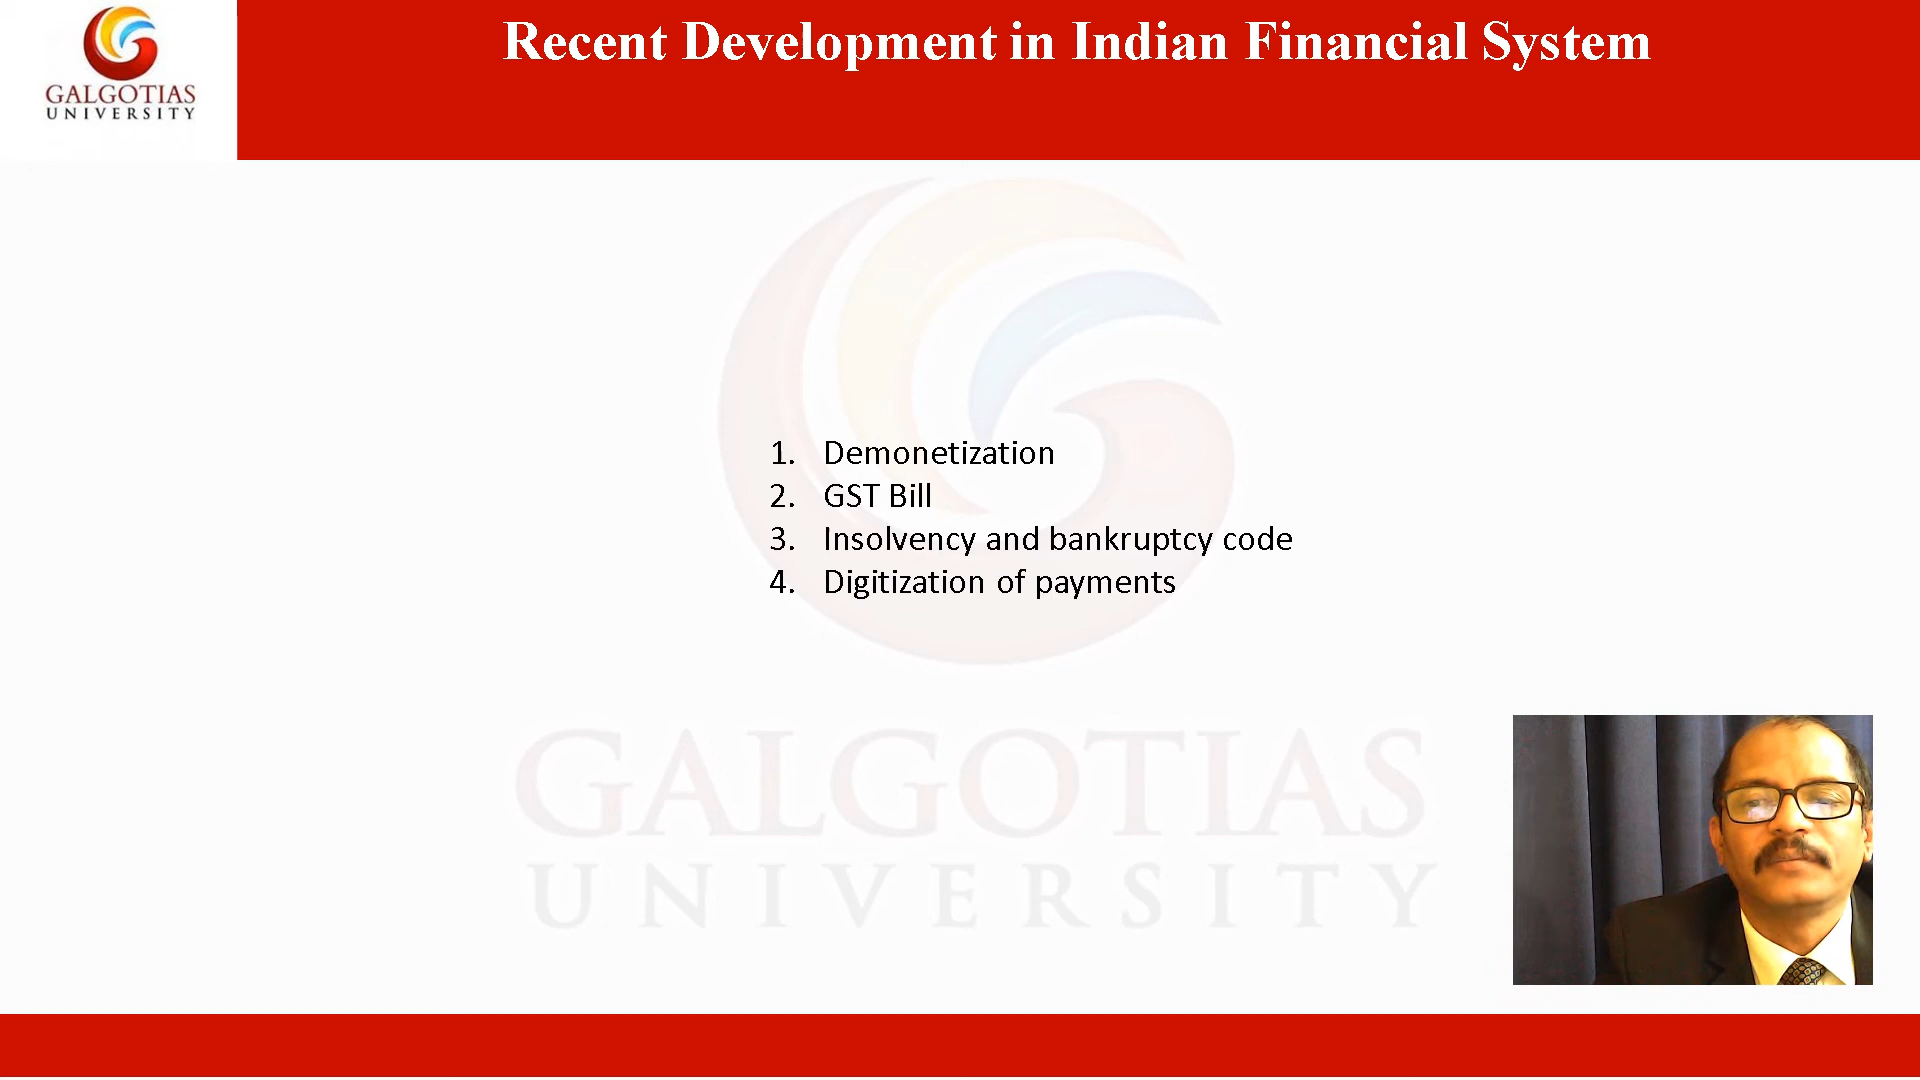 GALGOTIAS
UNIVERSITY
Recent Development in Indian Financial System
1. Demonetization
2. GST Bill
3. Insolvency and bankruptcy code
4. Digitization of payments
GALGOTIAS
UNIVERSITY